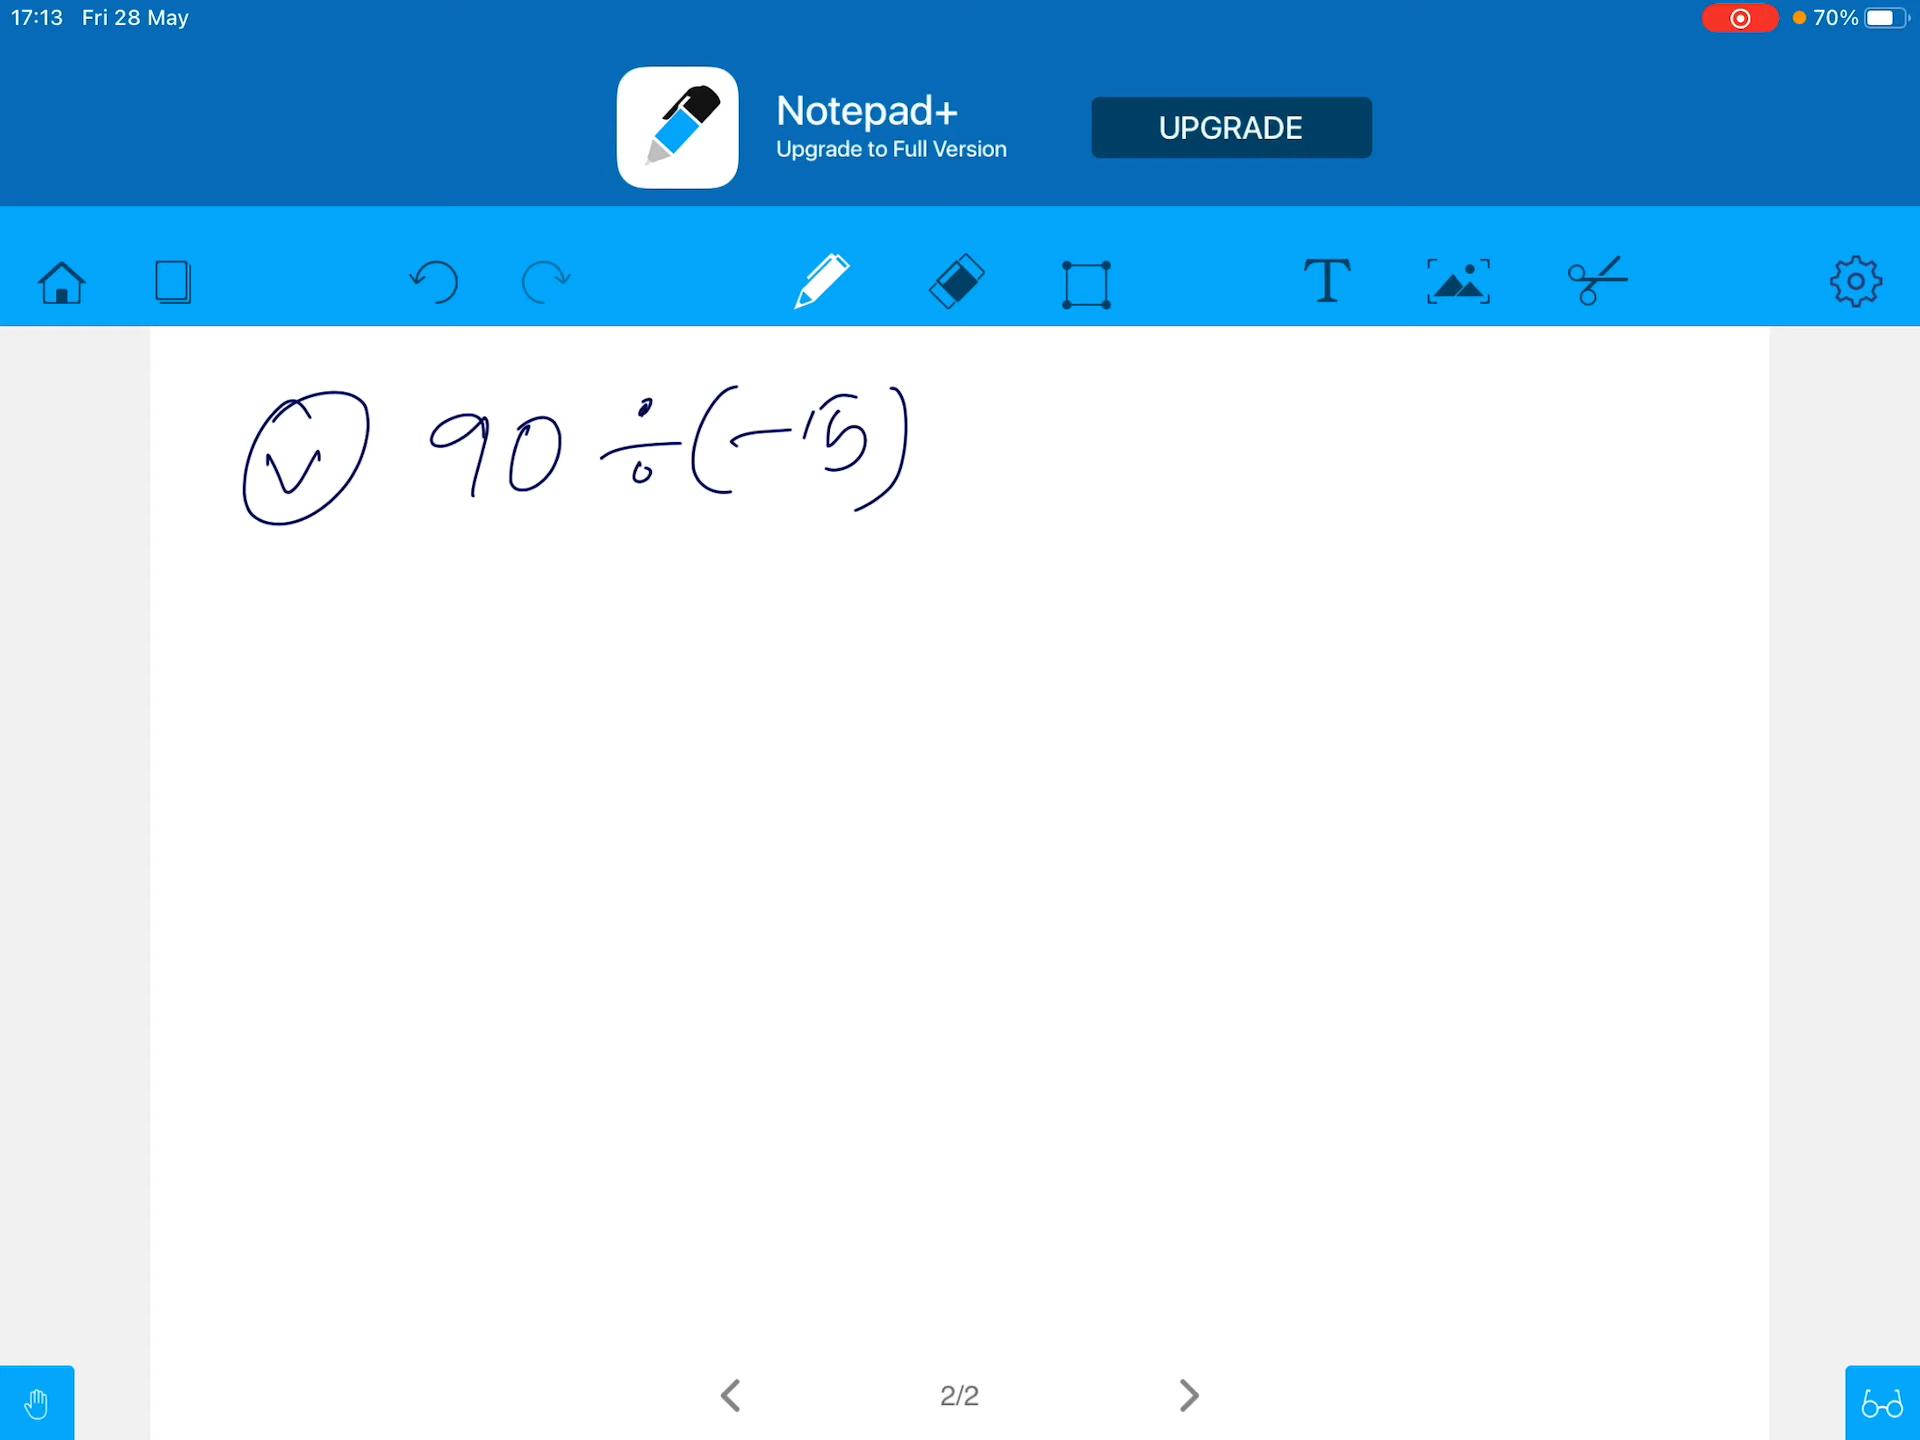 17:13 Fri 28 May 70%
Notepad+
Upgrade to Full Version
UPGRADE
T
V 90 ÷ (-15)
2/2